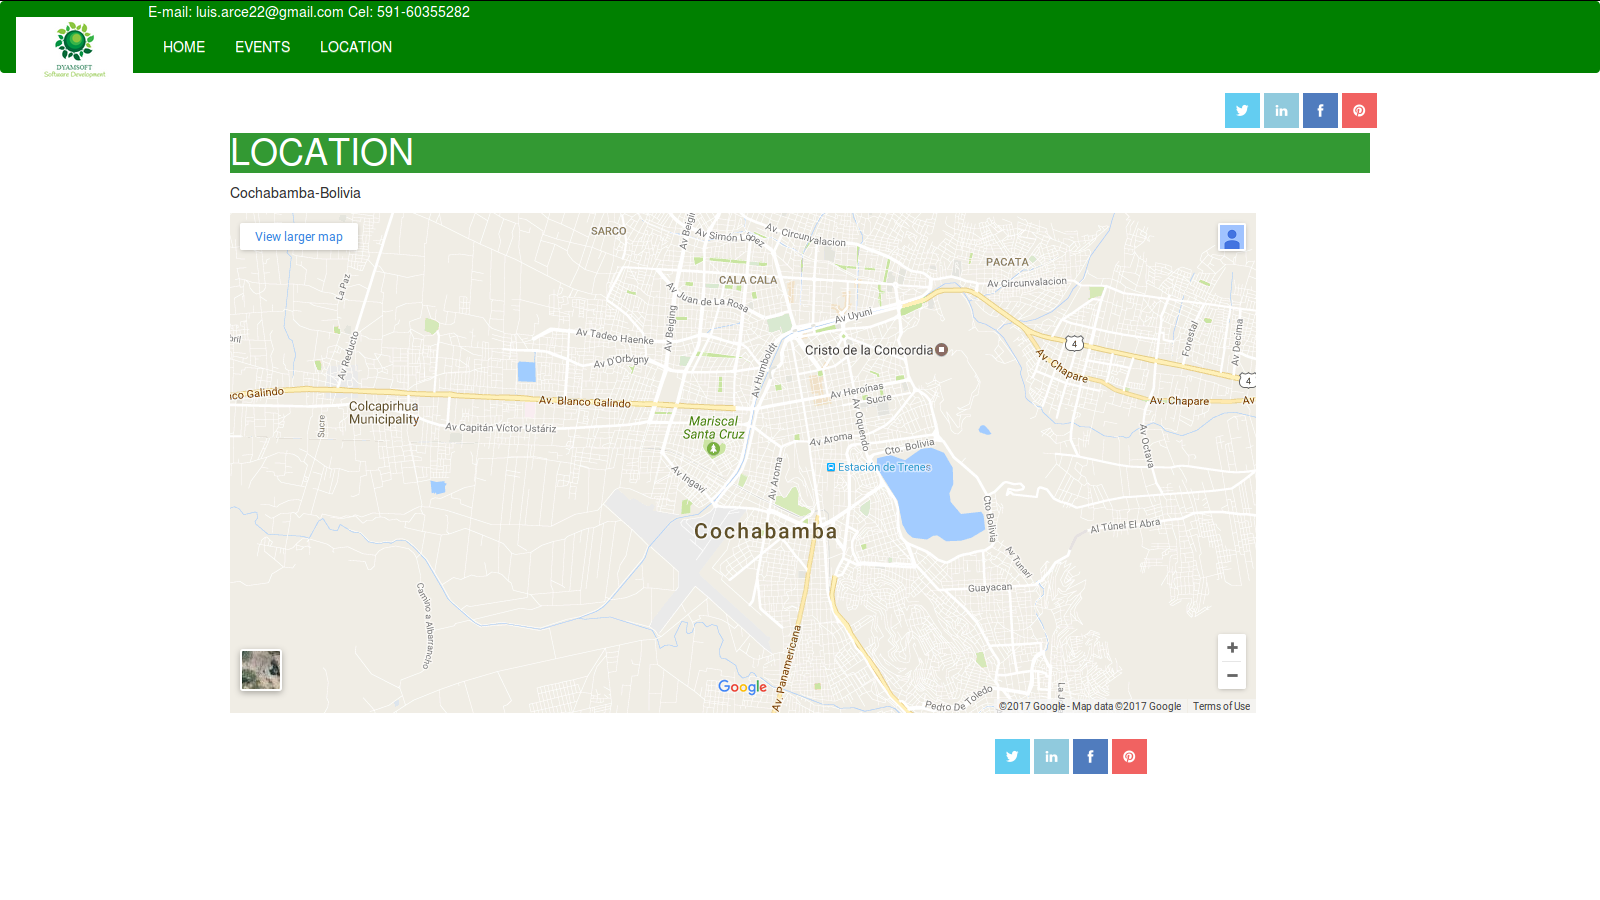 E-mail: luis.arce22@gmail.com Cel: 591-60355282
DYAMSOFT
Software Development
HOME EVENTS LOCATION
LOCATION
Cochabamba-Bolivia
View larger map
SARCO
Av Beijing
Av Simón López
Av. Circunvalacion
PACATA
Av Circunvalacion
La Paz
CALA CALA
Av Juan de La Rosa
Av Uyuni
Av Beiging
Av Tadeo Haenke
Av Reducto
Av D'Orbigny
Av Humboldt
Cristo de la Concordia
4
Forestal
Av Decima
Av. Chapare
4
nco Galindo
Av. Blanco Galindo
Av Heroínas
Sucre
Av. Chapare
Av
Colcapirhua
Municipality
Sucre
Av Capitán Víctor Ustáriz
Mariscal
Santa Cruz
Av Oquendo
Av Aroma
Cto. Bolivia
Av Octava
Estación de Trenes
Av Ingavi
Av Aroma
Cto Bolivia
Cochabamba
Al Túnel El Abra
Av Tunari
Guayacan
Camino a Albarrancho
Av. Panamericana
Pedro De Toledo
La J
Google
©2017 Google - Map data ©2017 Google Terms of Use